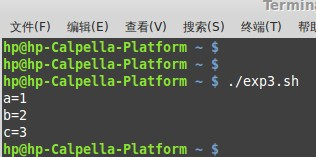 Termina
文件(F) 编辑(E) 查看(V) 搜索(S) 终端(T) 帮助
hp@hp-Calpella-Platform ~ $
hp@hp-Calpella-Platform ~ $
hp@hp-Calpella-Platform ~ $ ./exp3.sh
a=1
b=2
c=3
hp@hp-Calpella-Platform ~ $